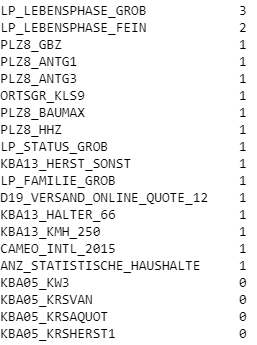 LP_LEBENSPHASE_GROB 3
LP_LEBENSPHASE_FEIN 2
PLZ8_GBZ 1
PLZ8_ANTG1 1
PLZ8_ANTG3 1
ORTSGR_KLS9 1
PLZ8_BAUMAX 1
PLZ8_HHZ 1
LP_STATUS_GROB 1
KBA13_HERST_SONST 1
LP_FAMILIE_GROB 1
D19_VERSAND_ONLINE_QUOTE_12 1
KBA13_HALTER_66 1
KBA13_KMH_250 1
CAMEO_INTL_2015 1
ANZ_STATISTISCHE_HAUSHALTE 1
KBA05_KW3 0
KBA05_KRSVAN 0
KBA05_KRSAQUOT 0
KBA05_KRSHERST1 0